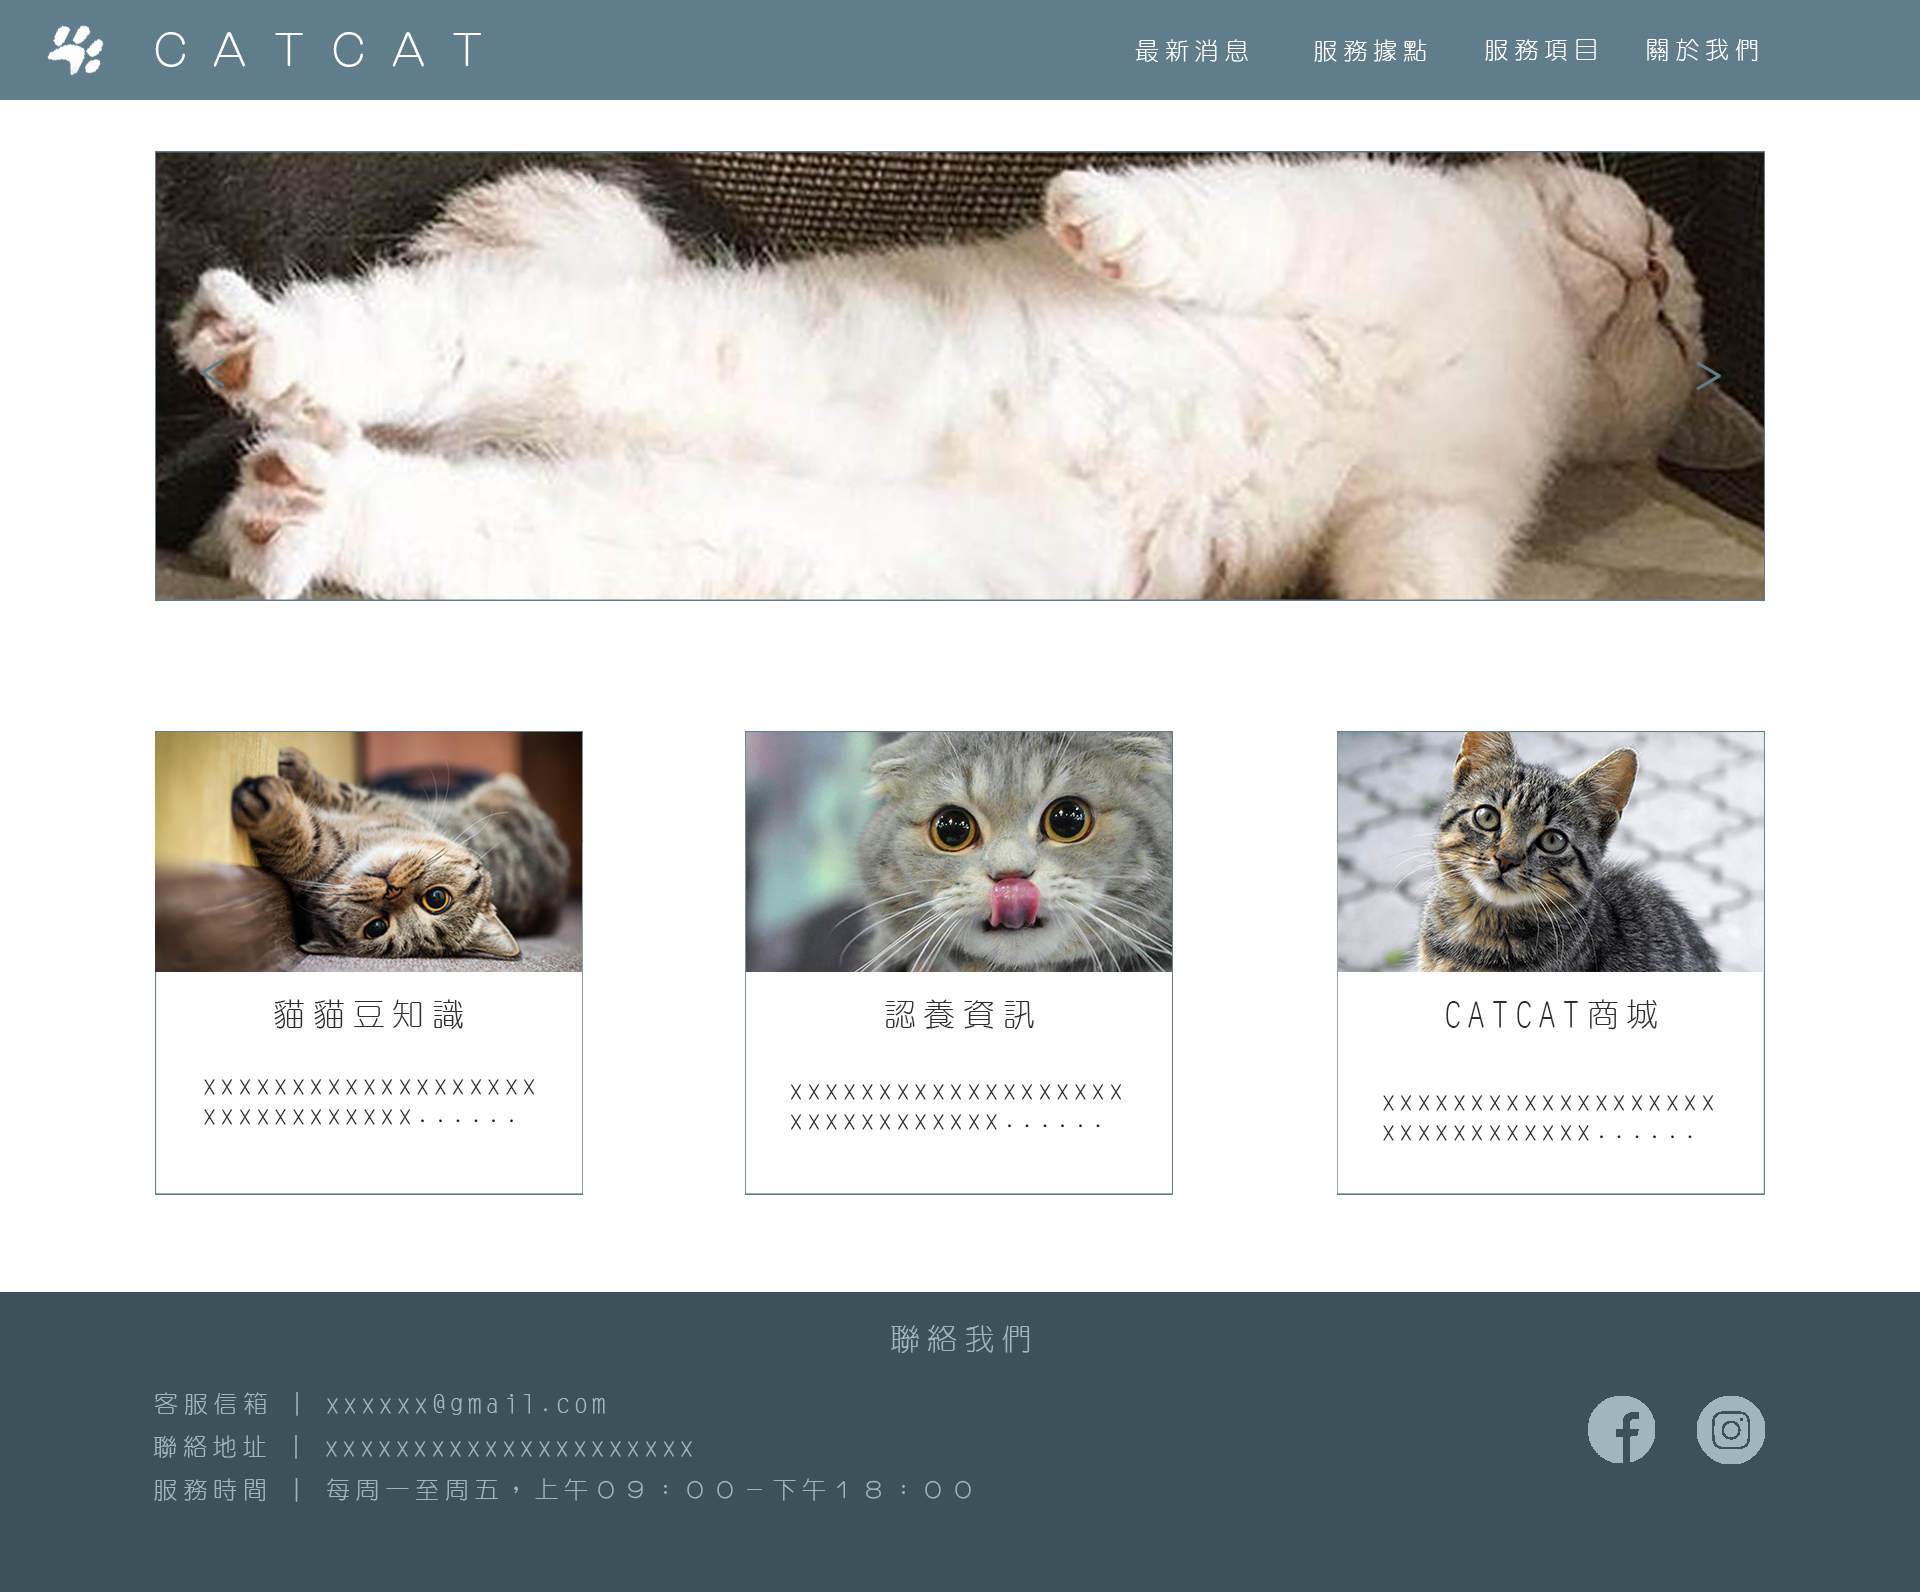 CATCAT
最新消息 服務據點 服務項目 關於我們
< >
貓貓豆知識
xxxxxxxxxxxxxxxxxxx
xxxxxxxxxxxx......
認養資訊
xxxxxxxxxxxxxxxxxxx
xxxxxxxxxxxx......
CATCAT商城
xxxxxxxxxxxxxxxxxxx
xxxxxxxxxxxx......
聯絡我們
客服信箱 | xxxxxx@gmail.com
聯絡地址 | xxxxxxxxxxxxxxxxxxxxx
服務時間 | 每周一至周五，上午０９：００－下午１８：００